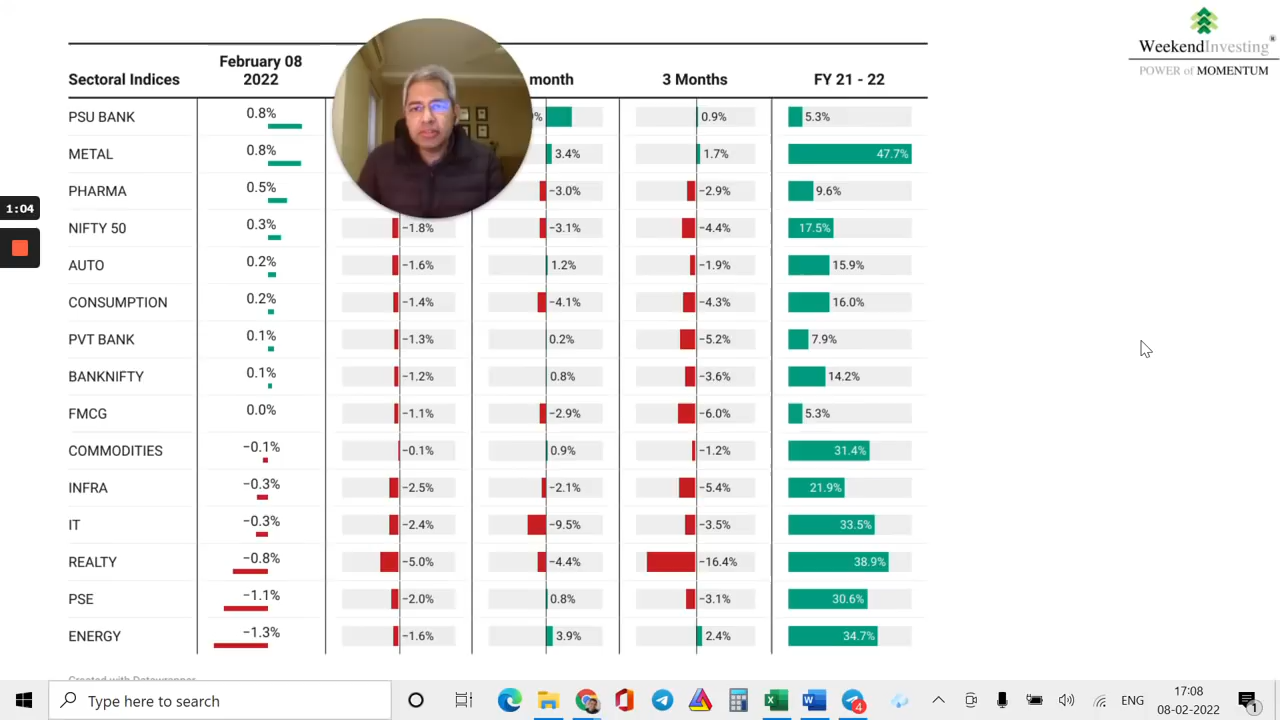 WeekendInvesting®
POWER of MOMENTUM
Sectoral Indices February 08 2022 month 3 Months FY 21 - 22
PSU BANK 0.8% % 0.9% 5.3%
METAL 0.8% 3.4% 1.7% 47.7%
PHARMA 0.5% −3.0% −2.9% 9.6%
NIFTY 50 0.3% −1.8% −3.1% −4.4% 17.5%
AUTO 0.2% −1.6% 1.2% −1.9% 15.9%
CONSUMPTION 0.2% −1.4% −4.1% −4.3% 16.0%
PVT BANK 0.1% −1.3% 0.2% −5.2% 7.9%
BANKNIFTY 0.1% −1.2% 0.8% −3.6% 14.2%
FMCG 0.0% −1.1% −2.9% −6.0% 5.3%
COMMODITIES −0.1% −0.1% 0.9% −1.2% 31.4%
INFRA −0.3% −2.5% −2.1% −5.4% 21.9%
IT −0.3% −2.4% −9.5% −3.5% 33.5%
REALTY −0.8% −5.0% −4.4% −16.4% 38.9%
PSE −1.1% −2.0% 0.8% −3.1% 30.6%
ENERGY −1.3% −1.6% 3.9% 2.4% 34.7%
Created with Datawrapper
1:04
Type here to search
4
ENG
17:08
08-02-2022
1